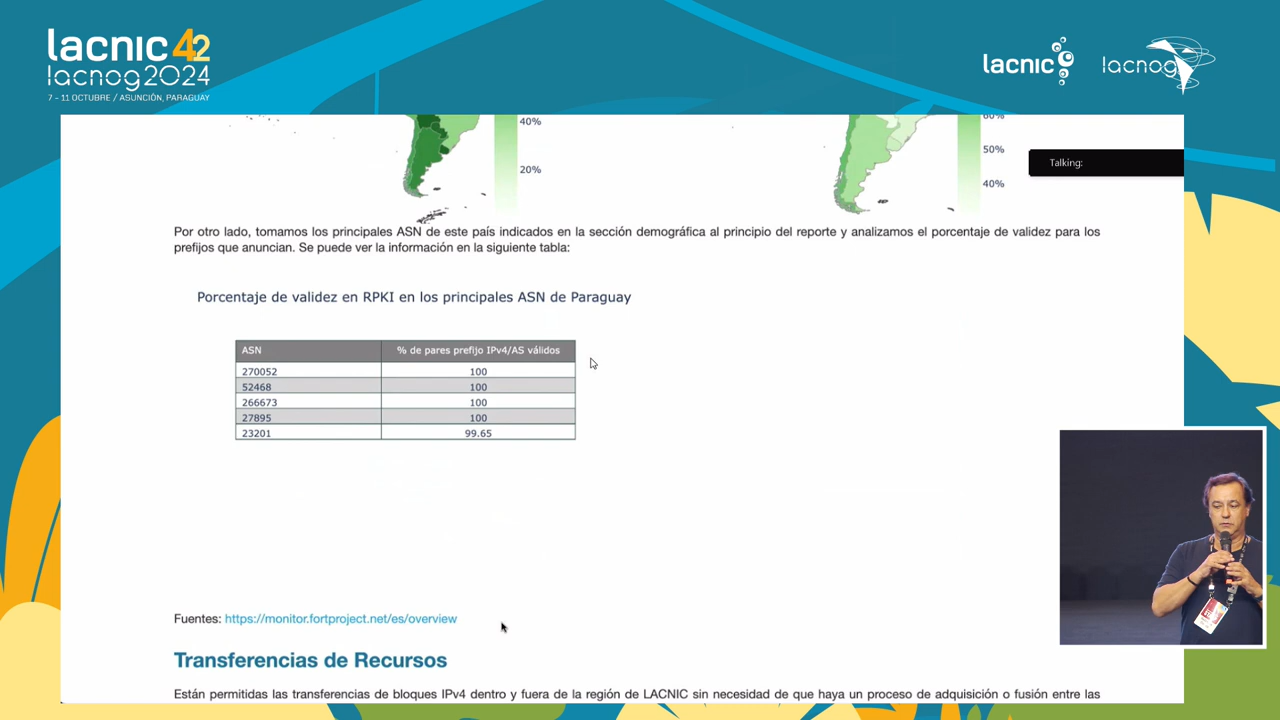 lacnic 42
lacnog2024
7 - 11 OCTUBRE / ASUNCIÓN, PARAGUAY
lacnic
lacnog
40%
20%
60%
50%
40%
Talking:
Por otro lado, tomamos los principales ASN de este país indicados en la sección demográfica al principio del reporte y analizamos el porcentaje de validez para los
prefijos que anuncian. Se puede ver la información en la siguiente tabla:
Porcentaje de validez en RPKI en los principales ASN de Paraguay
ASN % de pares prefijo IPv4/AS válidos
270052 100
52468 100
266673 100
27895 100
23201 99.65
Fuentes: https://monitor.fortproject.net/es/overview
Transferencias de Recursos
Están permitidas las transferencias de bloques IPv4 dentro y fuera de la región de LACNIC sin necesidad de que haya un proceso de adquisición o fusión entre las